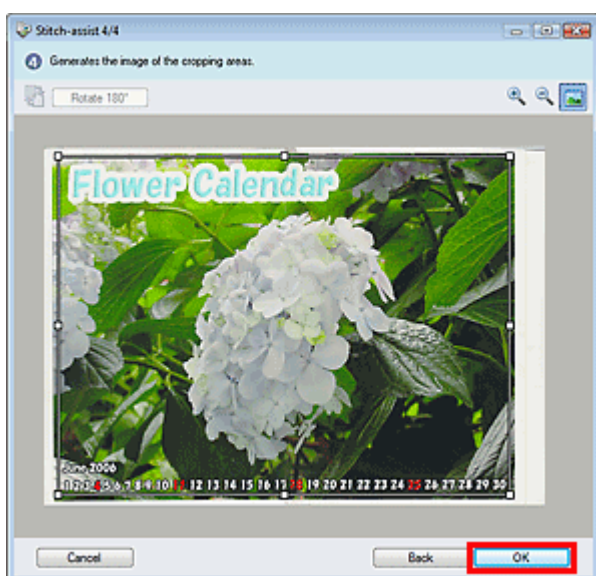 Stitch-assist 4/4
4 Generates the image of the cropping areas.
Rotate 180°
Flower Calendar
June 2006
1 2 3 4 5 6 7 8 9 10 11 12 13 14 15 16 17 18 19 20 21 22 23 24 25 26 27 28 29 30
Cancel Back OK